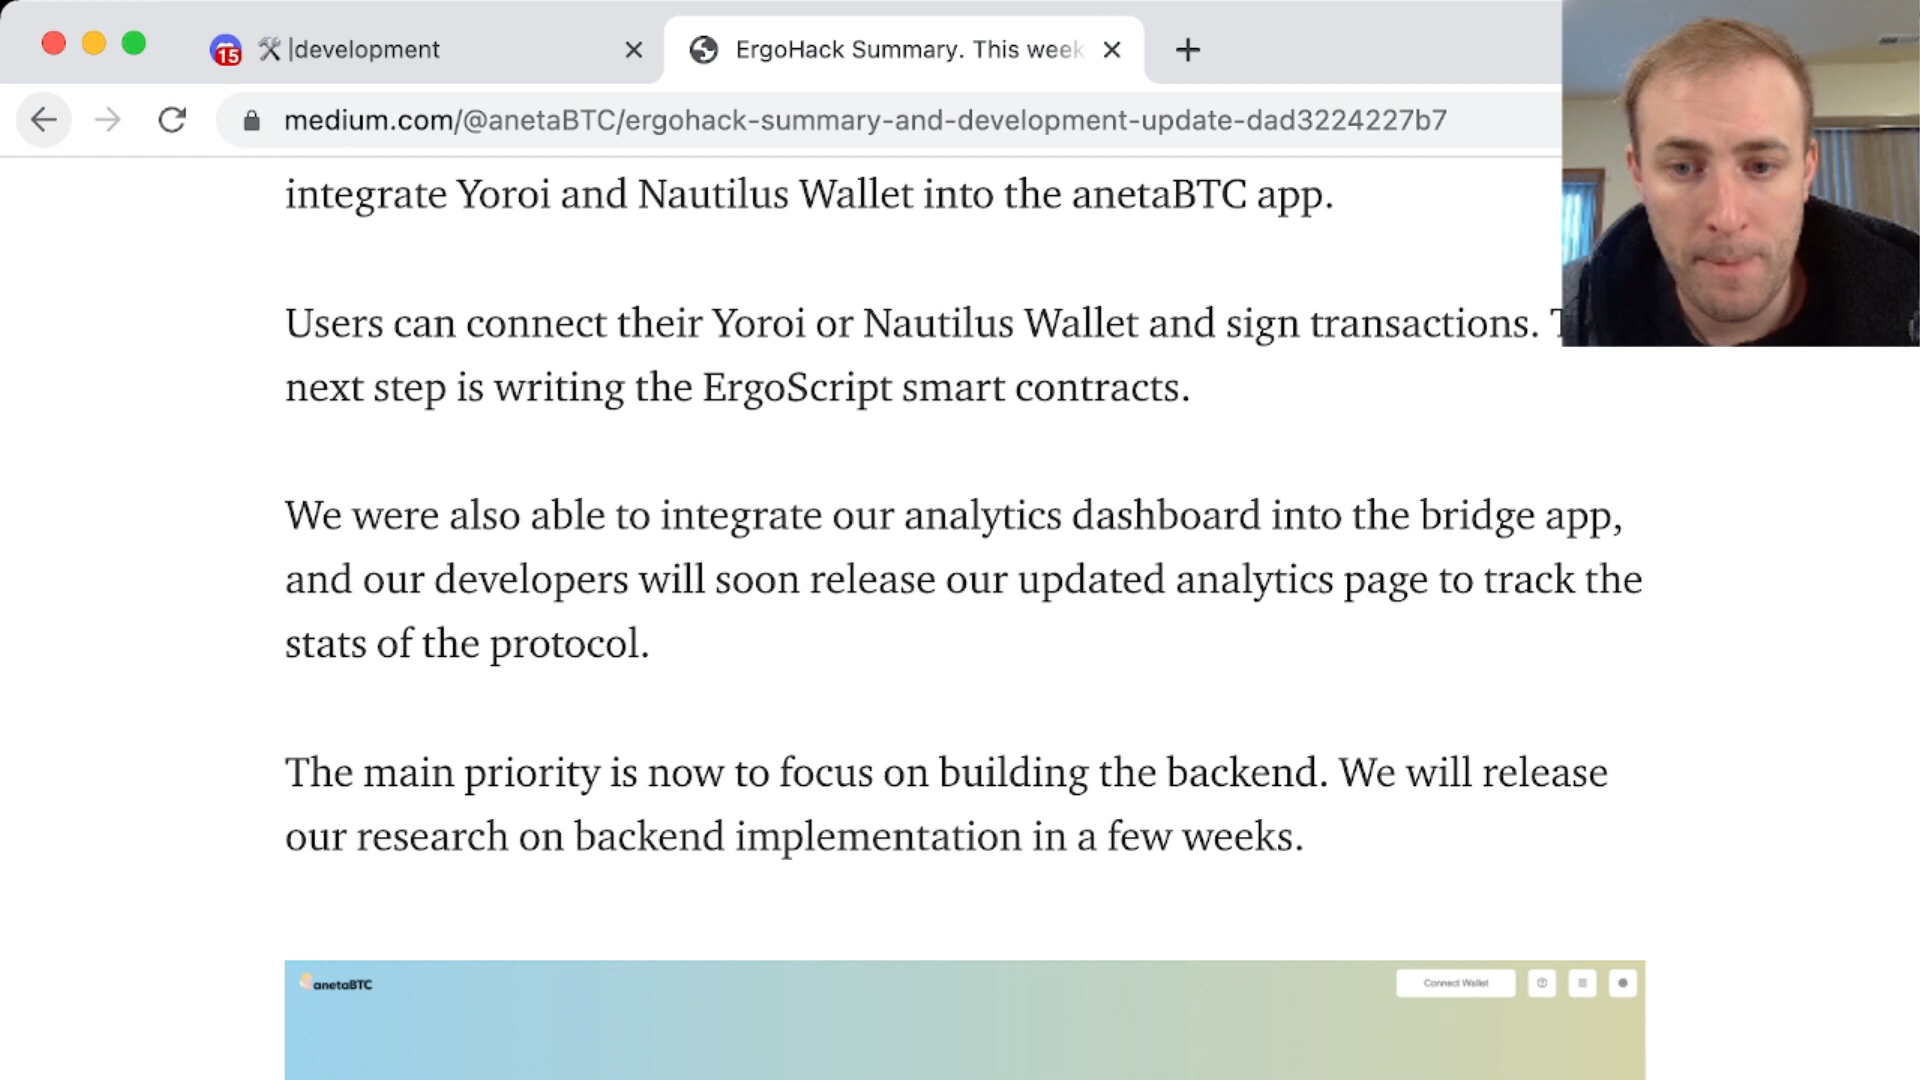 15
|development
ErgoHack Summary. This week
medium.com/@anetaBTC/ergohack-summary-and-development-update-dad3224227b7
integrate Yoroi and Nautilus Wallet into the anetaBTC app.
Users can connect their Yoroi or Nautilus Wallet and sign transactions.
next step is writing the ErgoScript smart contracts.
We were also able to integrate our analytics dashboard into the bridge app,
and our developers will soon release our updated analytics page to track the
stats of the protocol.
The main priority is now to focus on building the backend. We will release
our research on backend implementation in a few weeks.
anetaBTC
Connect Wallet